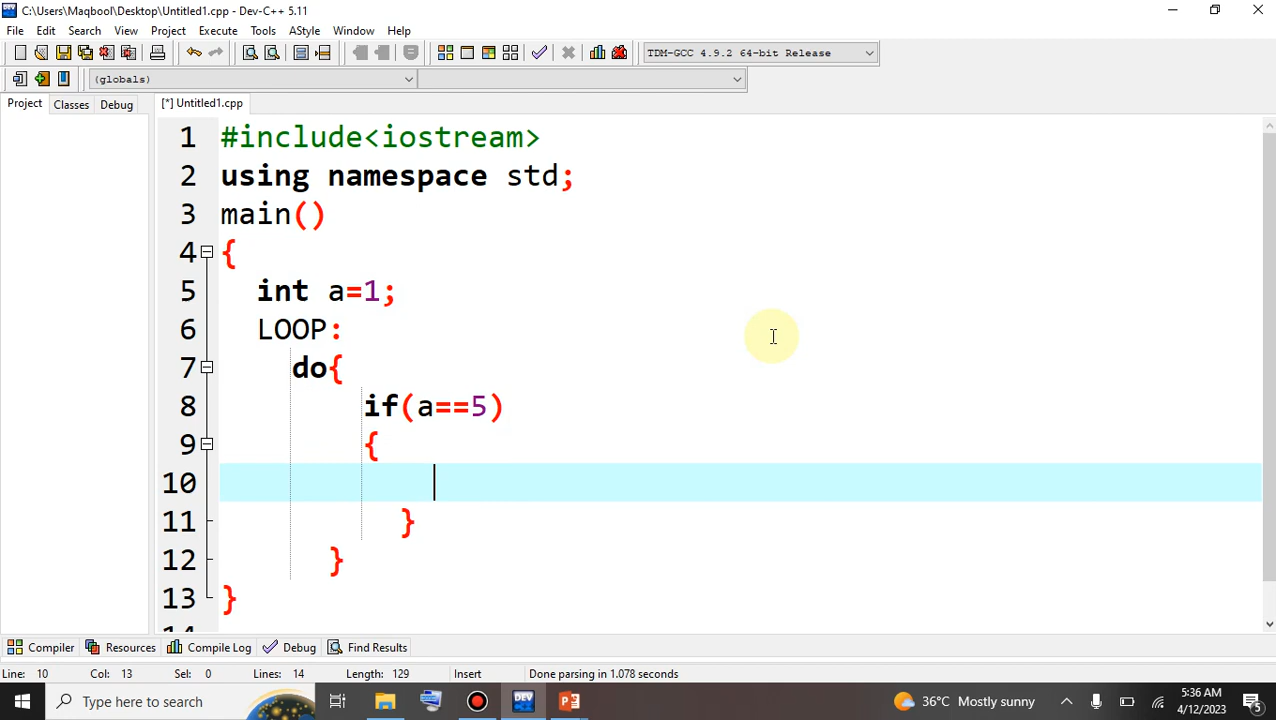 C:\Users\Maqbool\Desktop\Untitled1.cpp - Dev-C++ 5.11
File Edit Search View Project Execute Tools AStyle Window Help
TDM-GCC 4.9.2 64-bit Release
(globals)
Project Classes Debug [*] Untitled1.cpp
1 #include<iostream>
2 using namespace std;
3 main()
4 {
5 int a=1;
6 LOOP:
7 do{
8 if(a==5)
9 {
10
11 }
12 }
13 }
Compiler Resources Compile Log Debug Find Results
Line: 10 Col: 13 Sel: 0 Lines: 14 Length: 129 Insert Done parsing in 1.078 seconds
Type here to search
DEV
36°C Mostly sunny
5:36 AM
4/12/2023
5